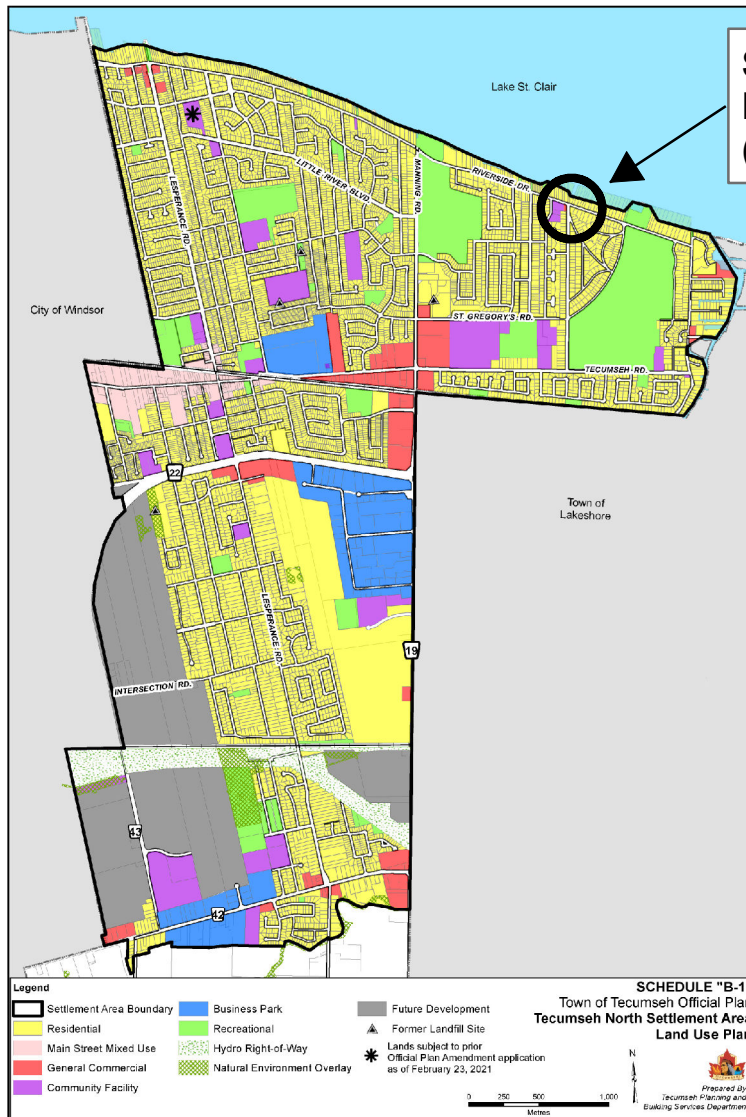 S
(
Lake St. Clair
RIVERSIDE DR.
MANNING RD.
LITTLE RIVER BLVD.
LESPERANCE RD.
City of Windsor
ST. GREGORY'S RD.
TECUMSEH RD.
22
Town of
Lakeshore
LESPERANCE RD.
19
INTERSECTION RD.
43
42
Legend
Settlement Area Boundary
Residential
Main Street Mixed Use
General Commercial
Community Facility
Business Park
Recreational
Hydro Right-of-Way
Natural Environment Overlay
Future Development
Former Landfill Site
Lands subject to prior
Official Plan Amendment application
as of February 23, 2021
SCHEDULE "B-1
Town of Tecumseh Official Plan
Tecumseh North Settlement Area
Land Use Plan
N
Prepared By
Tecumseh Planning and
Building Services Department
0 500 1,000
Metres